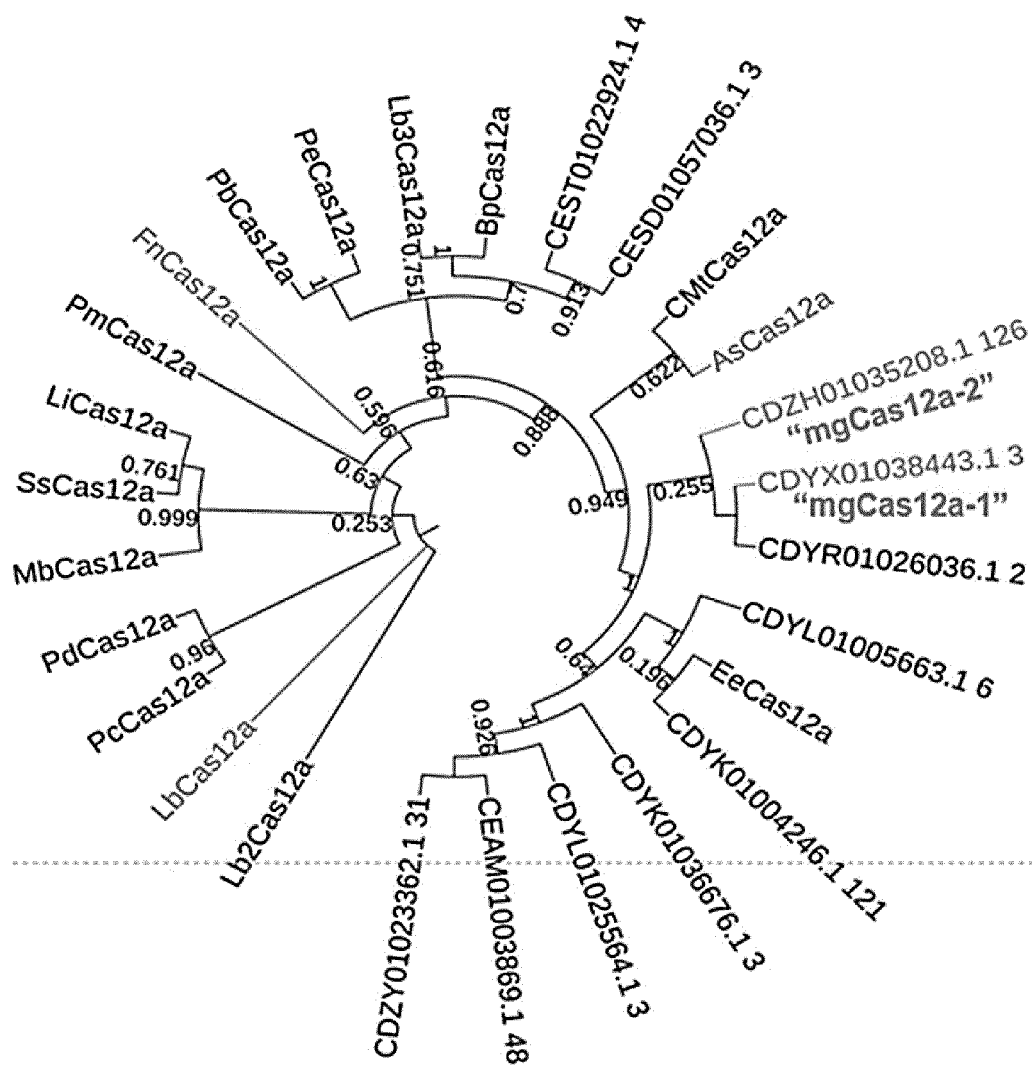 CEST01022924.1 4
CESD01057036.1 3
BpCas12a
Lb3Cas12a
PeCas12a
PbCas12a
FnCas12a
PmCas12a
LiCas12a
SsCas12a
MbCas12a
PdCas12a
PcCas12a
LbCas12a
Lb2Cas12a
CDZY01023362.1 31
CEAM01003869.1 48
CDYL01025564.1 3
CDYK01036676.1 3
CDYK01004246.1 121
EeCas12a
CDYL01005663.1 6
CDYR01026036.1 2
"mgCas12a-1"
CDYX01038443.1 3
"mgCas12a-2"
CDZH01035208.1 126
AsCas12a
CMtCas12a
1
0.751
1
0.7
0.913
0.616
0.596
0.63
0.761
0.999
0.253
0.96
0.888
0.949
0.622
0.255
1
0.64
1
0.196
1
0.926